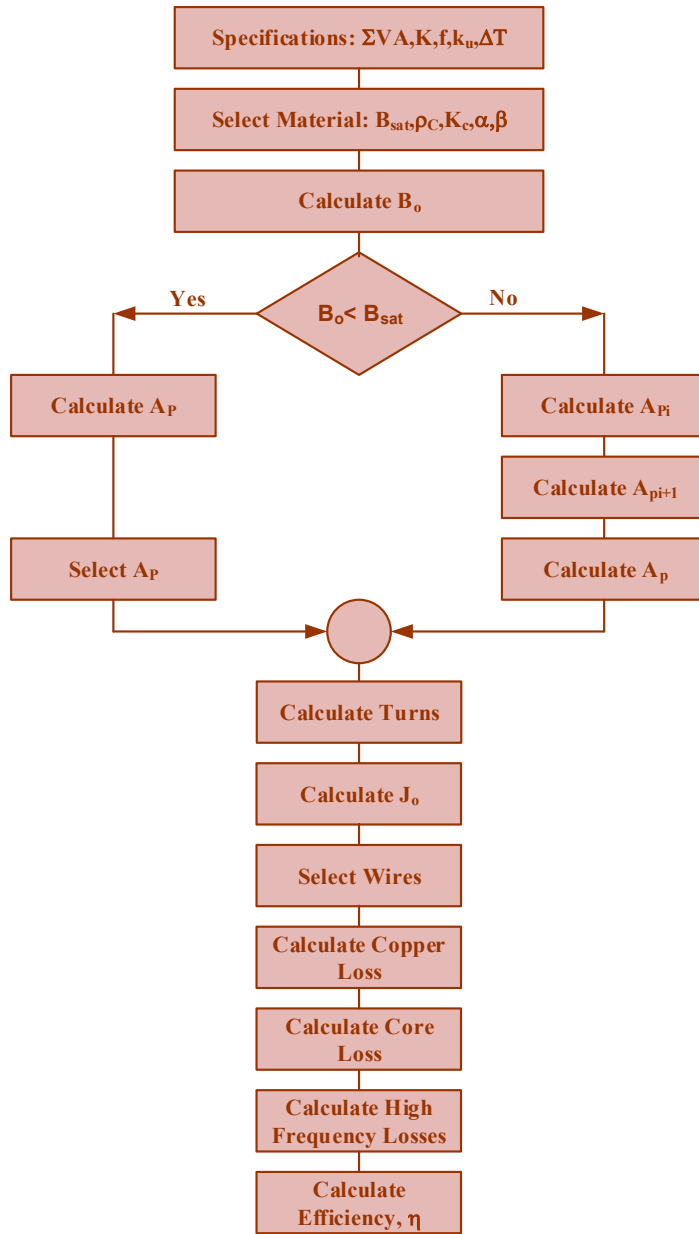 Specifications: ΣVA,K,f,kᵤ,ΔT
Select Material: Bsat,ρC,Kc,α,β
Calculate Bo
Bo< Bsat
Yes
No
Calculate AP
Select AP
Calculate APi
Calculate Api+1
Calculate Ap
Calculate Turns
Calculate Jo
Select Wires
Calculate Copper
Loss
Calculate Core
Loss
Calculate High
Frequency Losses
Calculate
Efficiency, η